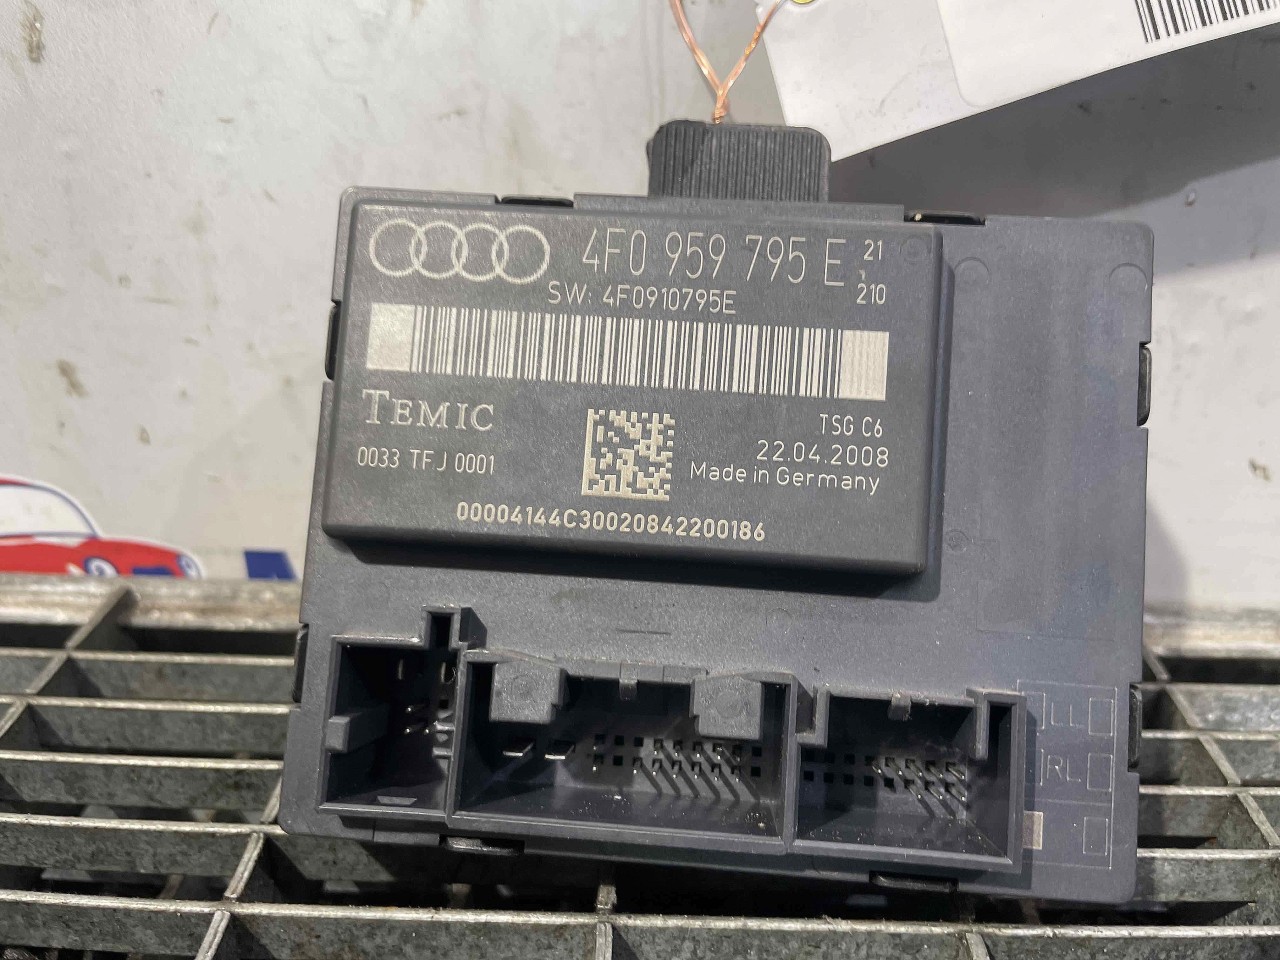 4F0 959 795 E 21
210
SW: 4F0910795E
TEMIC
TSG C6
0033 TFJ 0001
22.04.2008
Made in Germany
00004144C30020842200186
LL
RL